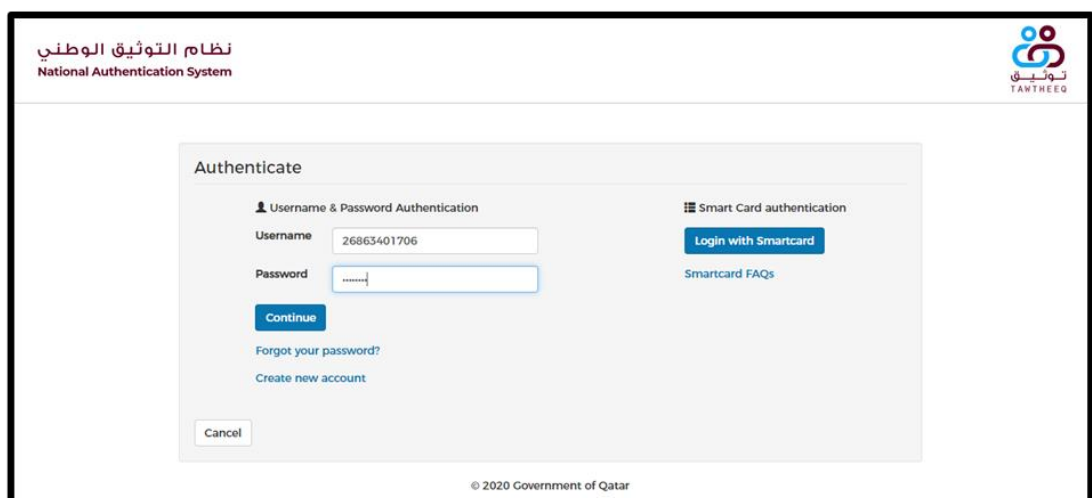 نظام التوثيق الوطني
National Authentication System
توثيق
TAWTHEEQ
Authenticate
Username & Password Authentication
Username 26863401706
Password ........
Continue
Forgot your password?
Create new account
Smart Card authentication
Login with Smartcard
Smartcard FAQs
Cancel
© 2020 Government of Qatar